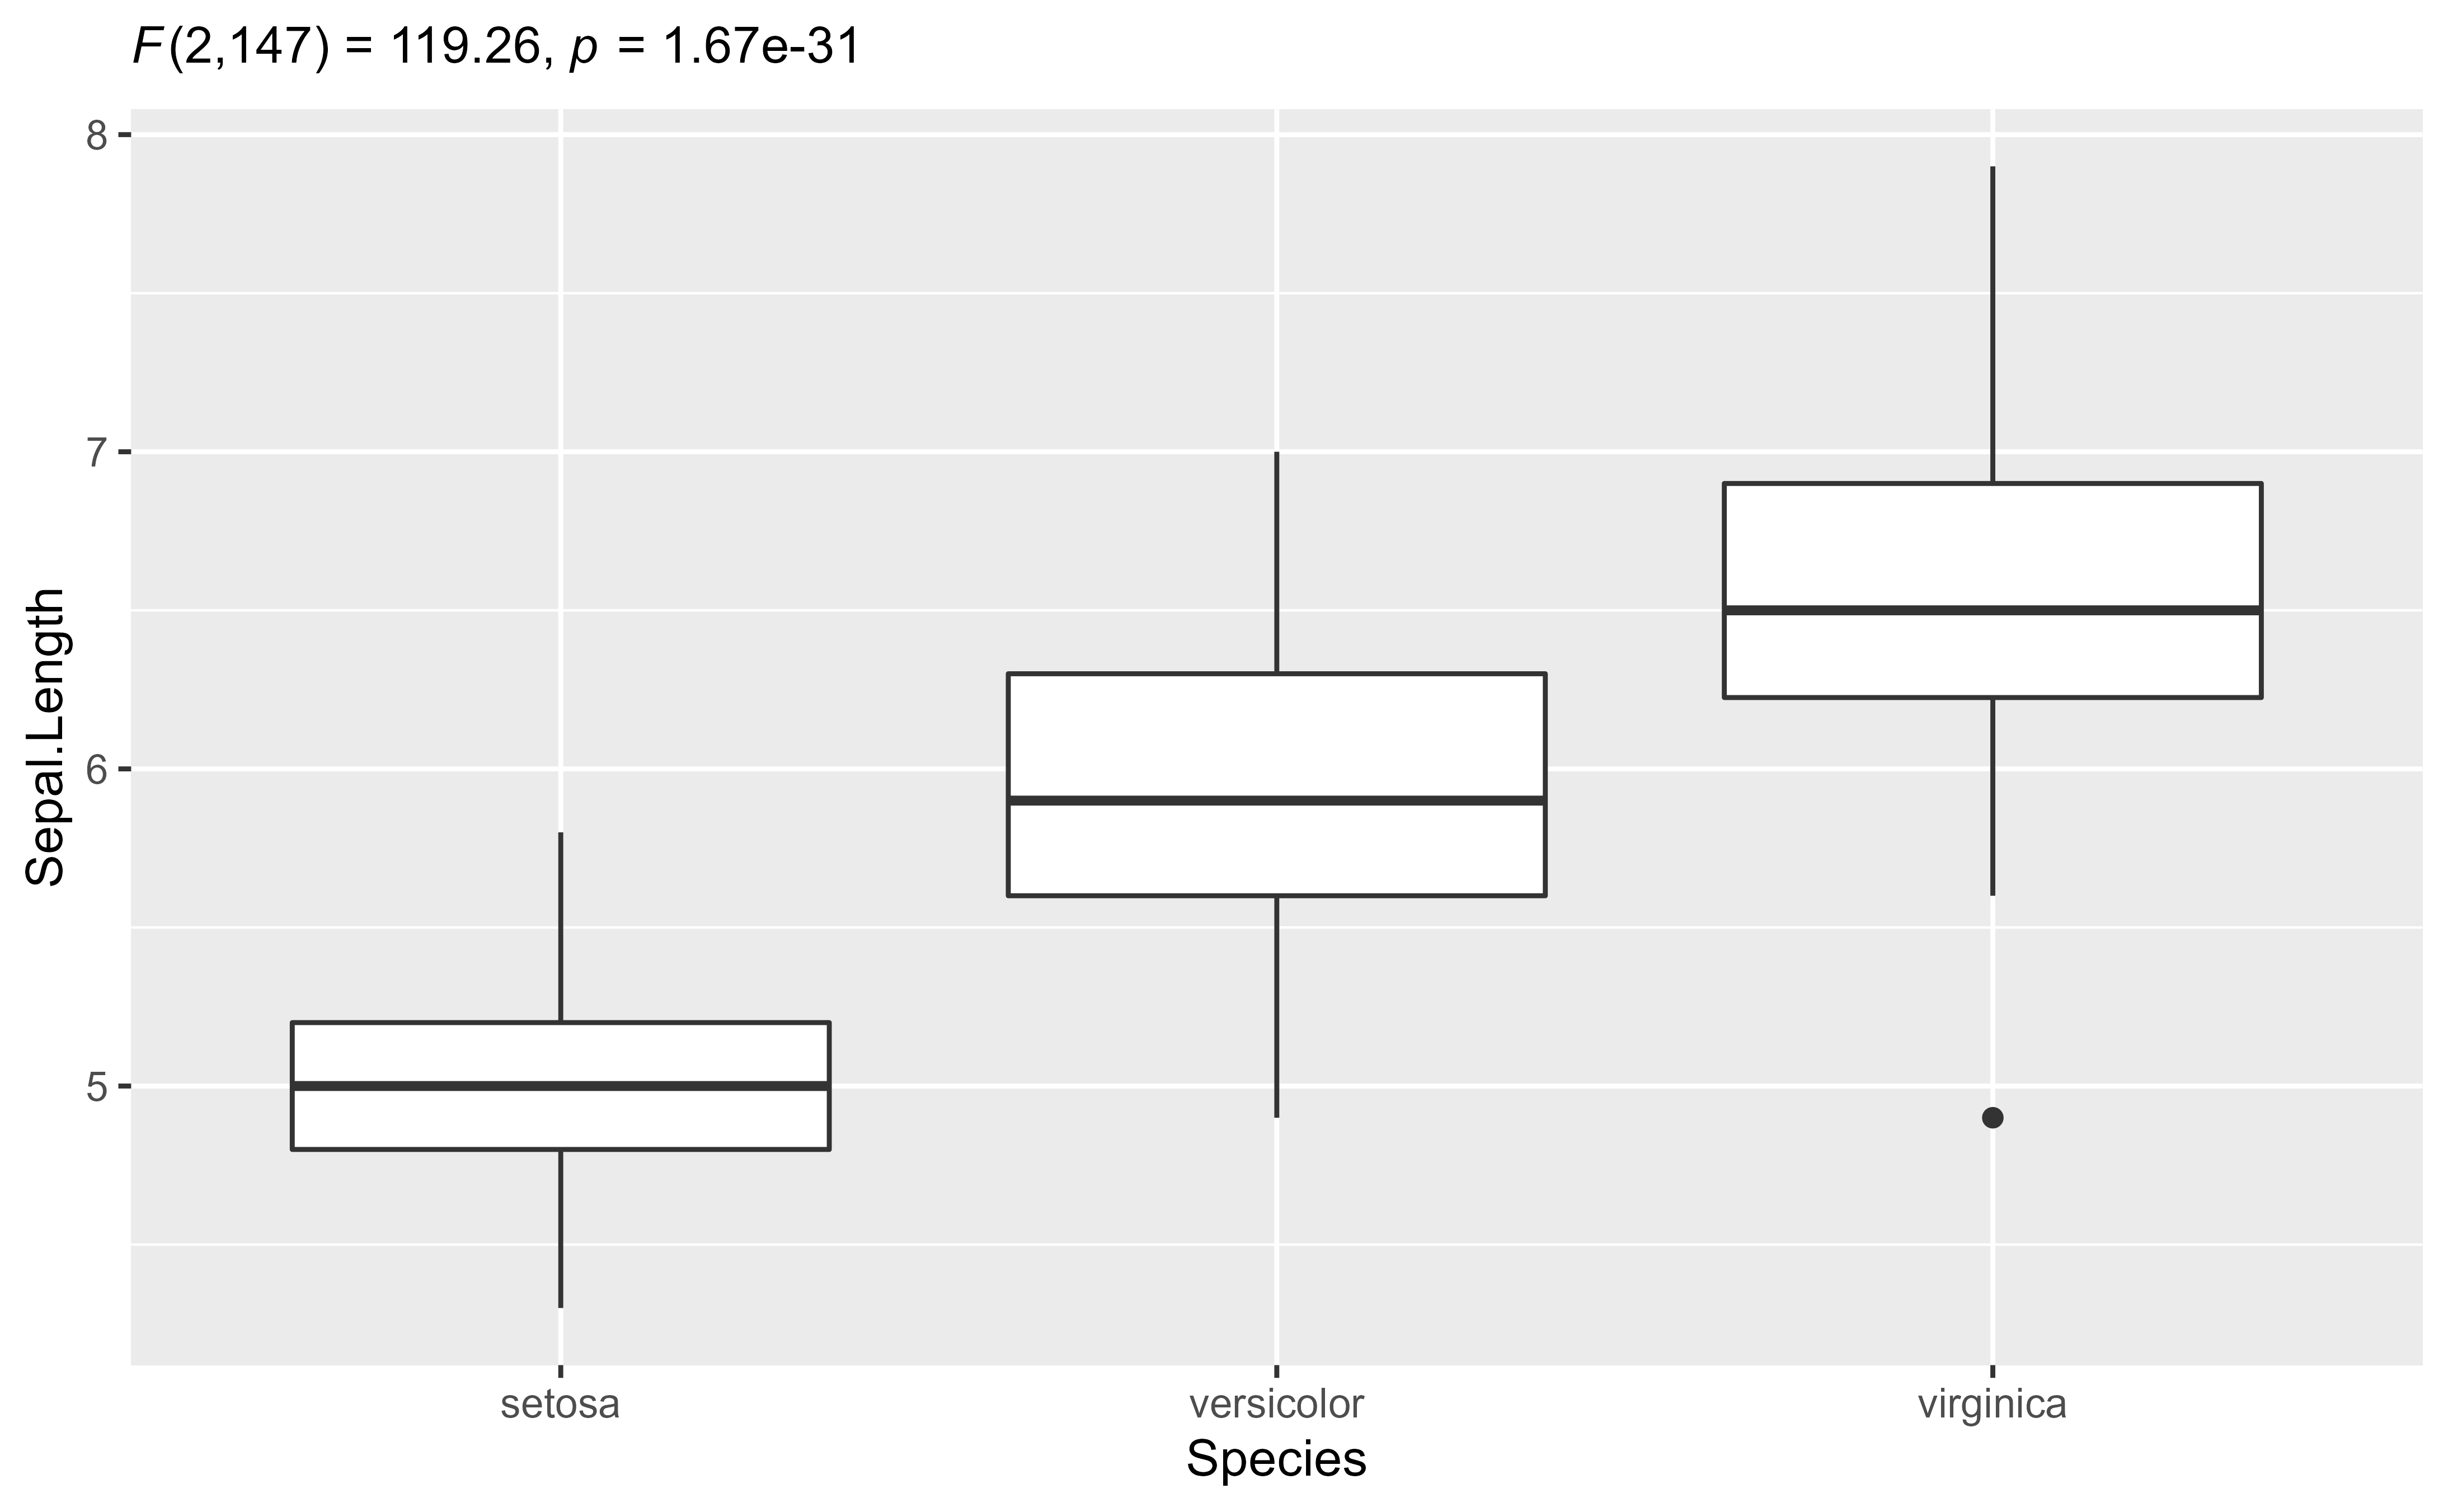 F(2,147) = 119.26, p = 1.67e-31
8
7
6
5
Sepal.Length
setosa versicolor virginica
Species